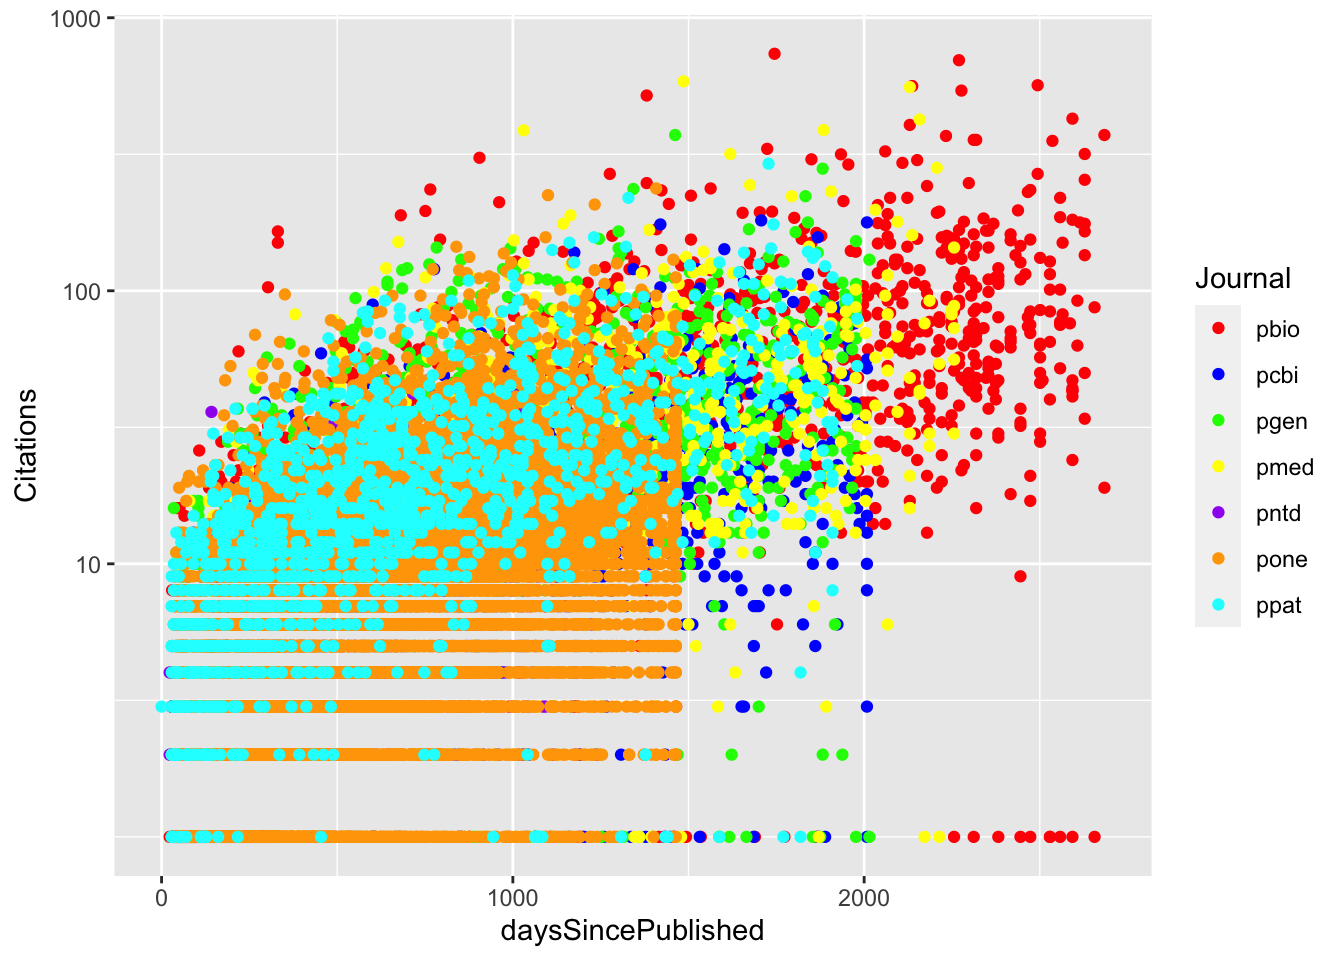 1000
100
10
Citations
0
1000
2000
daysSincePublished
Journal
pbio
pcbi
pgen
pmed
pntd
pone
ppat